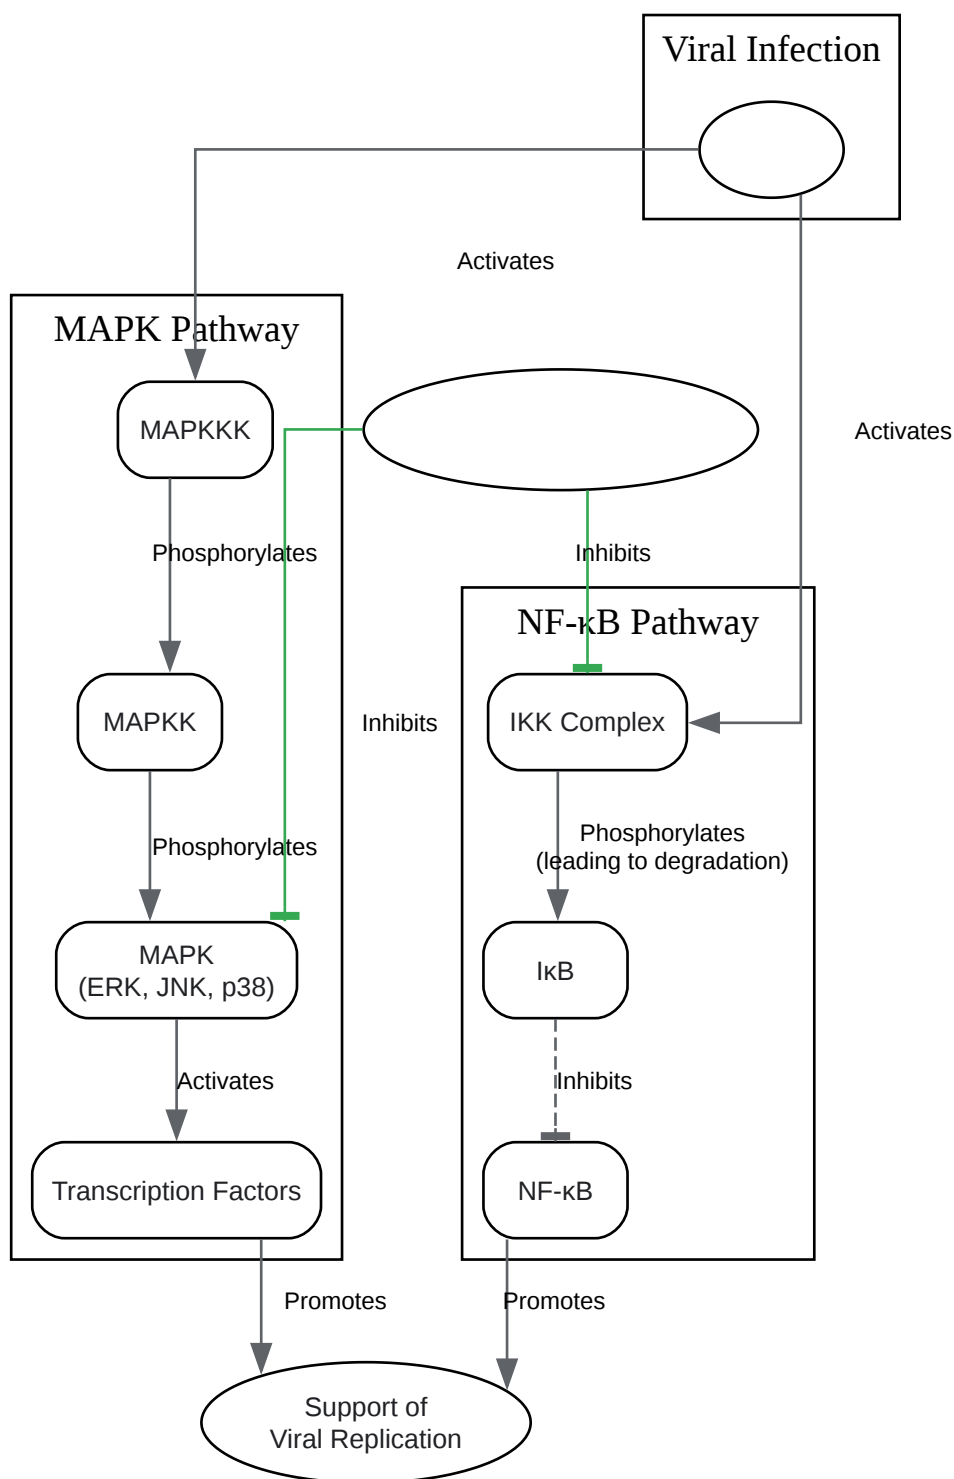 Viral Infection
Activates
MAPK Pathway
MAPKKK
Activates
Phosphorylates
Inhibits
NF-κB Pathway
MAPKK
Inhibits
IKK Complex
Phosphorylates
Phosphorylates
(leading to degradation)
MAPK
(ERK, JNK, p38)
IκB
Activates
Inhibits
Transcription Factors
NF-κB
Promotes
Promotes
Support of
Viral Replication